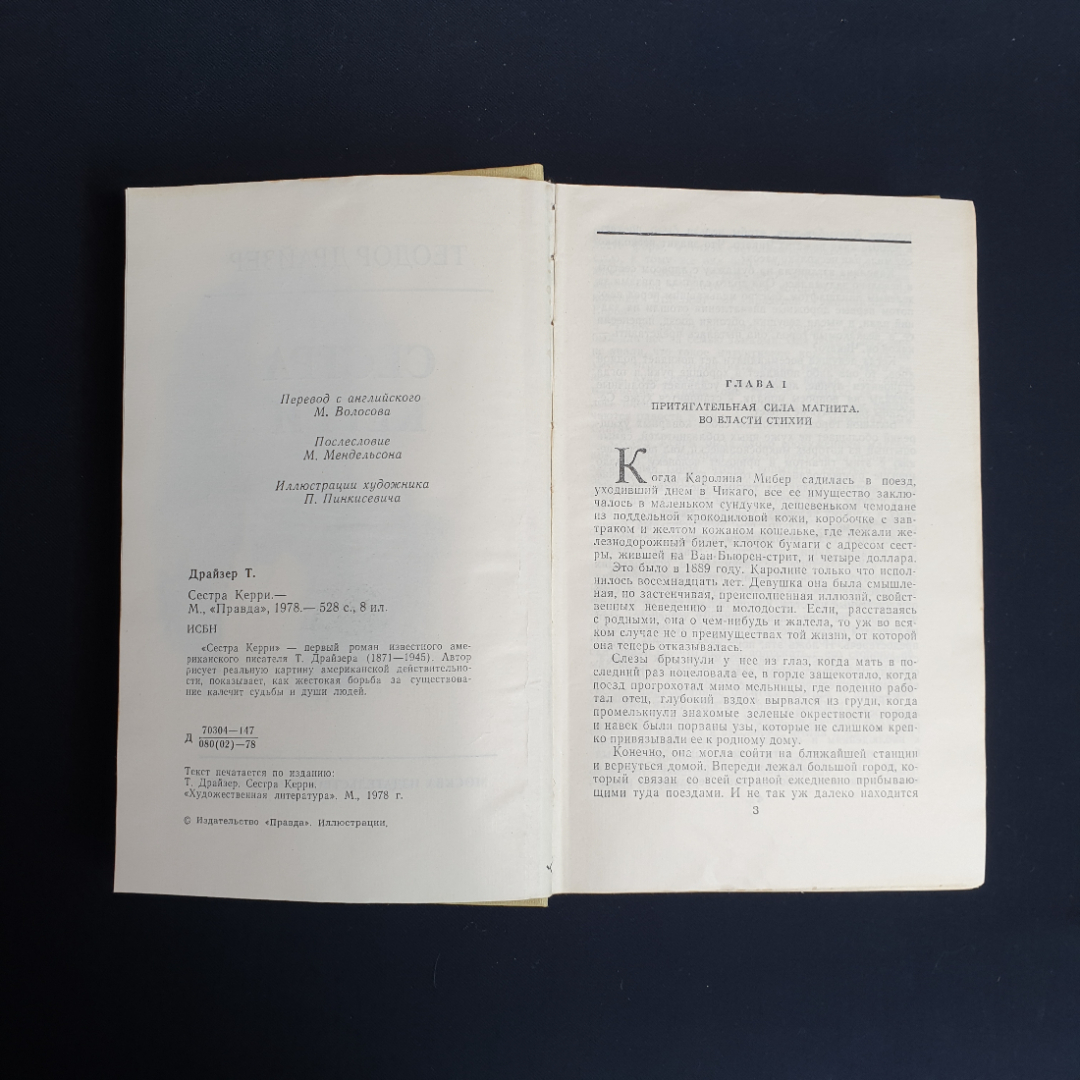 Перевод с английского
М. Волосова
Послесловие
М. Мендельсона
Иллюстрации художника
П. Пинкисевича
Драйзер Т.
Сестра Керри.—
М., «Правда», 1978.— 528 с., 8 ил.
ИСБН
«Сестра Керри» — первый роман известного аме-
риканского писателя Т. Драйзера (1871—1945). Автор
рисует реальную картину американской действительно-
сти, показывает, как жестокая борьба за существова-
ние калечит судьбы и души людей.
Д 70304—147
080(02)—78
Текст печатается по изданию:
Т. Драйзер. Сестра Керри.
«Художественная литература». М., 1978 г.
© Издательство «Правда». Иллюстрации.
ГЛАВА I
ПРИТЯГАТЕЛЬНАЯ СИЛА МАГНИТА.
ВО ВЛАСТИ СТИХИЙ
Когда Каролина Мибер садилась в поезд,
уходивший днем в Чикаго, все ее имущество заклю-
чалось в маленьком сундучке, дешевеньком чемодане
из поддельной крокодиловой кожи, коробочке с зав-
траком и желтом кожаном кошельке, где лежали же-
лезнодорожный билет, клочок бумаги с адресом сест-
ры, жившей на Ван-Бьюрен-стрит, и четыре доллара.
Это было в 1889 году. Каролине только что испол-
нилось восемнадцать лет. Девушка она была смышле-
ная, но застенчивая, преисполненная иллюзий, свойст-
венных неведению и молодости. Если, расставаясь
с родными, она о чем-нибудь и жалела, то уж во вся-
ком случае не о преимуществах той жизни, от которой
она теперь отказывалась.
Слезы брызнули у нее из глаз, когда мать в по-
следний раз поцеловала ее, в горле защекотало, когда
поезд прогрохотал мимо мельницы, где поденно рабо-
тал отец, глубокий вздох вырвался из груди, когда
промелькнули знакомые зеленые окрестности города
и навек были порваны узы, которые не слишком креп-
ко привязывали ее к родному дому.
Конечно, она могла сойти на ближайшей станции
и вернуться домой. Впереди лежал большой город, ко-
торый связан со всей страной ежедневно прибываю-
щими туда поездами. И не так уж далеко находится
3